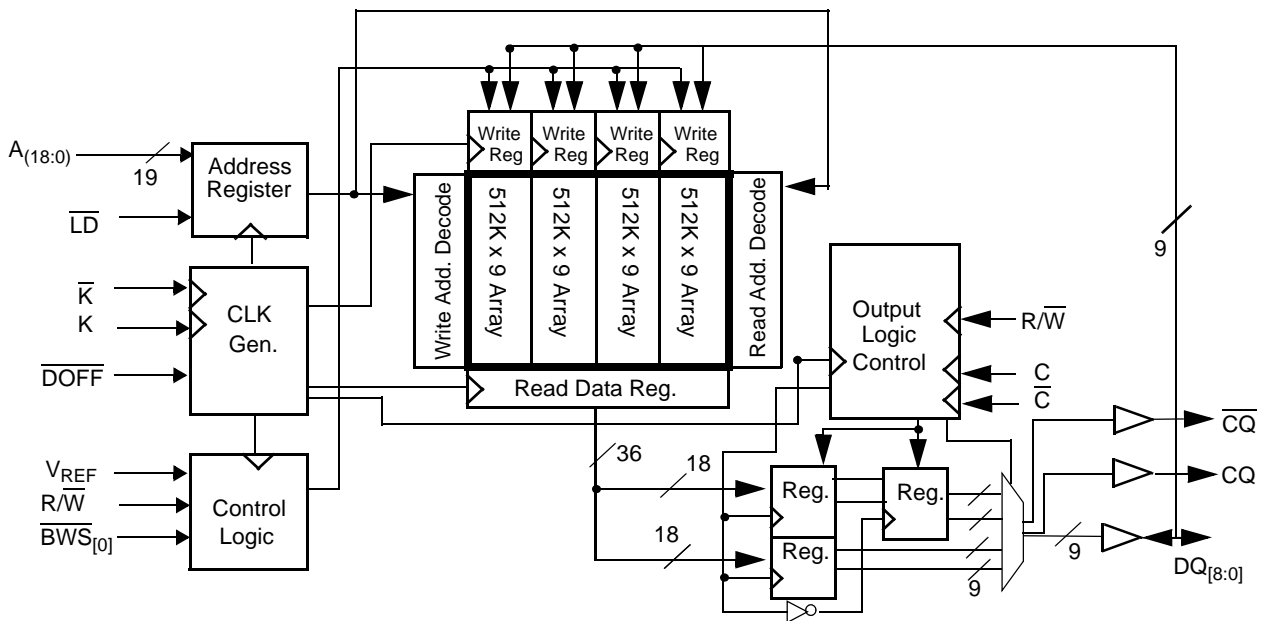 A(18:0)
19
LD
Address
Register
K
K
DOFF
CLK
Gen.
VREF
R/W
BWS[0]
Control
Logic
Write
Reg
Write
Reg
Write
Reg
Write
Reg
Write Add. Decode
512K x 9 Array
512K x 9 Array
512K x 9 Array
512K x 9 Array
Read Add. Decode
Read Data Reg.
36
18
18
Output
Logic
Control
R/W
C
C
Reg.
Reg.
Reg.
9
9
9
CQ
CQ
DQ[8:0]